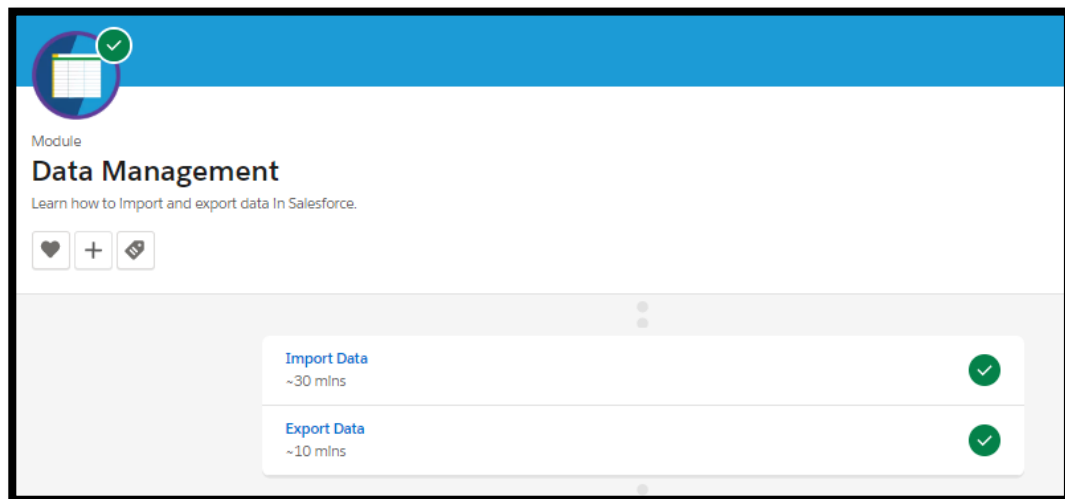 Module
Data Management
Learn how to Import and export data In Salesforce.
Import Data
~30 mins
Export Data
~10 mins